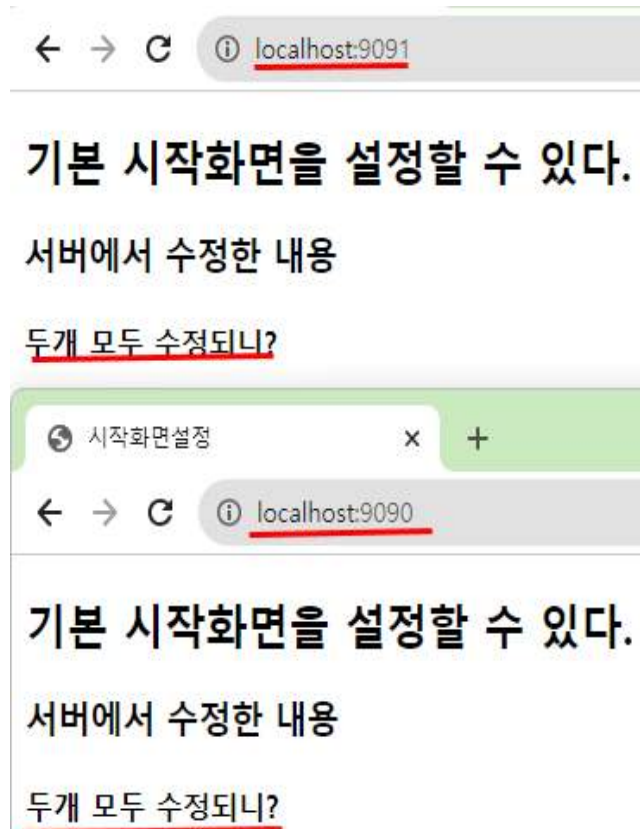 localhost:9091
기본 시작화면을 설정할 수 있다.
서버에서 수정한 내용
두개 모두 수정되니?
시작화면설정
localhost:9090
기본 시작화면을 설정할 수 있다.
서버에서 수정한 내용
두개 모두 수정되니?